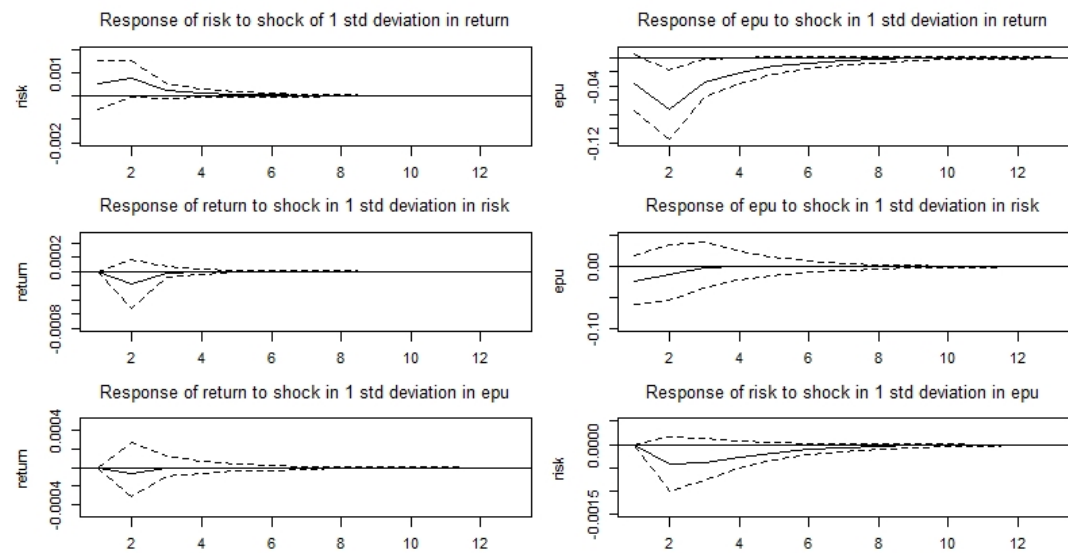 Response of risk to shock of 1 std deviation in return
risk
0.001
-0.002
2 4 6 8 10 12
Response of epu to shock in 1 std deviation in return
epu
-0.04
-0.12
2 4 6 8 10 12
Response of return to shock in 1 std deviation in risk
return
0.0002
-0.0008
2 4 6 8 10 12
Response of epu to shock in 1 std deviation in risk
epu
0.00
-0.10
2 4 6 8 10 12
Response of return to shock in 1 std deviation in epu
return
0.0004
-0.0004
2 4 6 8 10 12
Response of risk to shock in 1 std deviation in epu
risk
0.0000
-0.0015
2 4 6 8 10 12